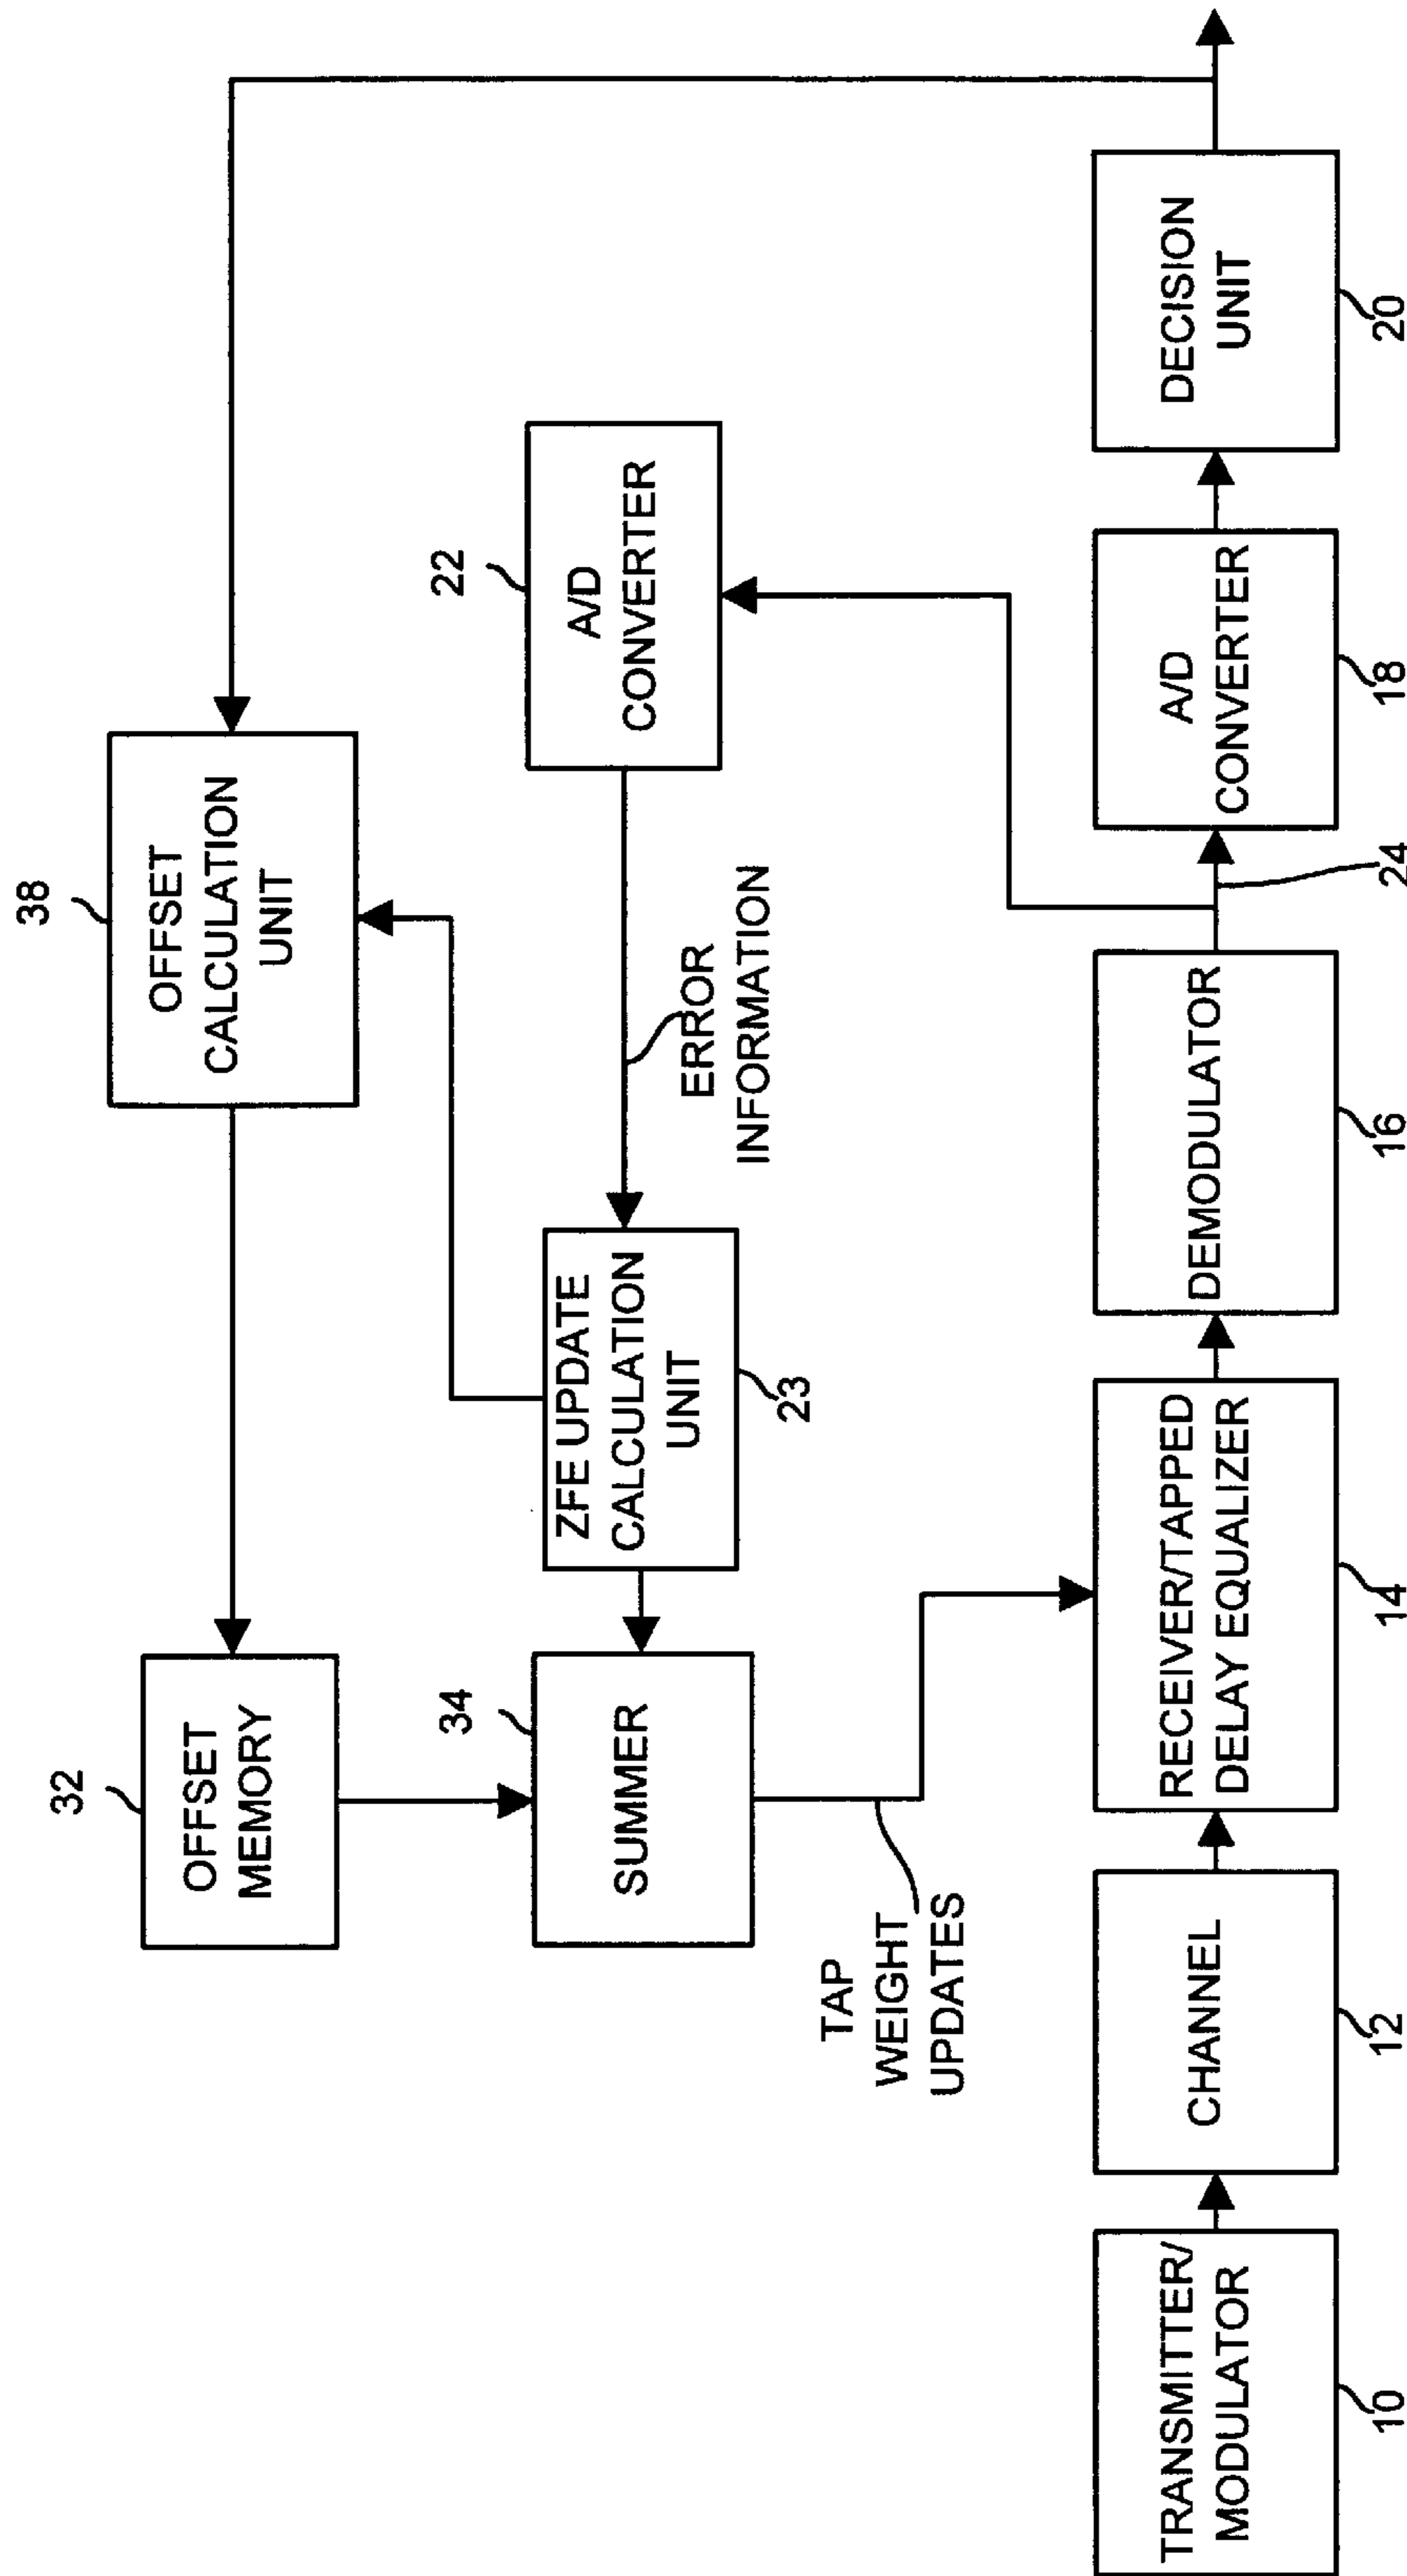 38
OFFSET
CALCULATION
UNIT
32
OFFSET
MEMORY
22
A/D
CONVERTER
ERROR
INFORMATION
ZFE UPDATE
CALCULATION
UNIT
23
34
SUMMER
TAP
WEIGHT
UPDATES
TRANSMITTER/
MODULATOR
10
CHANNEL
12
RECEIVER/TAPPED
DELAY EQUALIZER
14
DEMODULATOR
16
24
A/D
CONVERTER
18
DECISION
UNIT
20